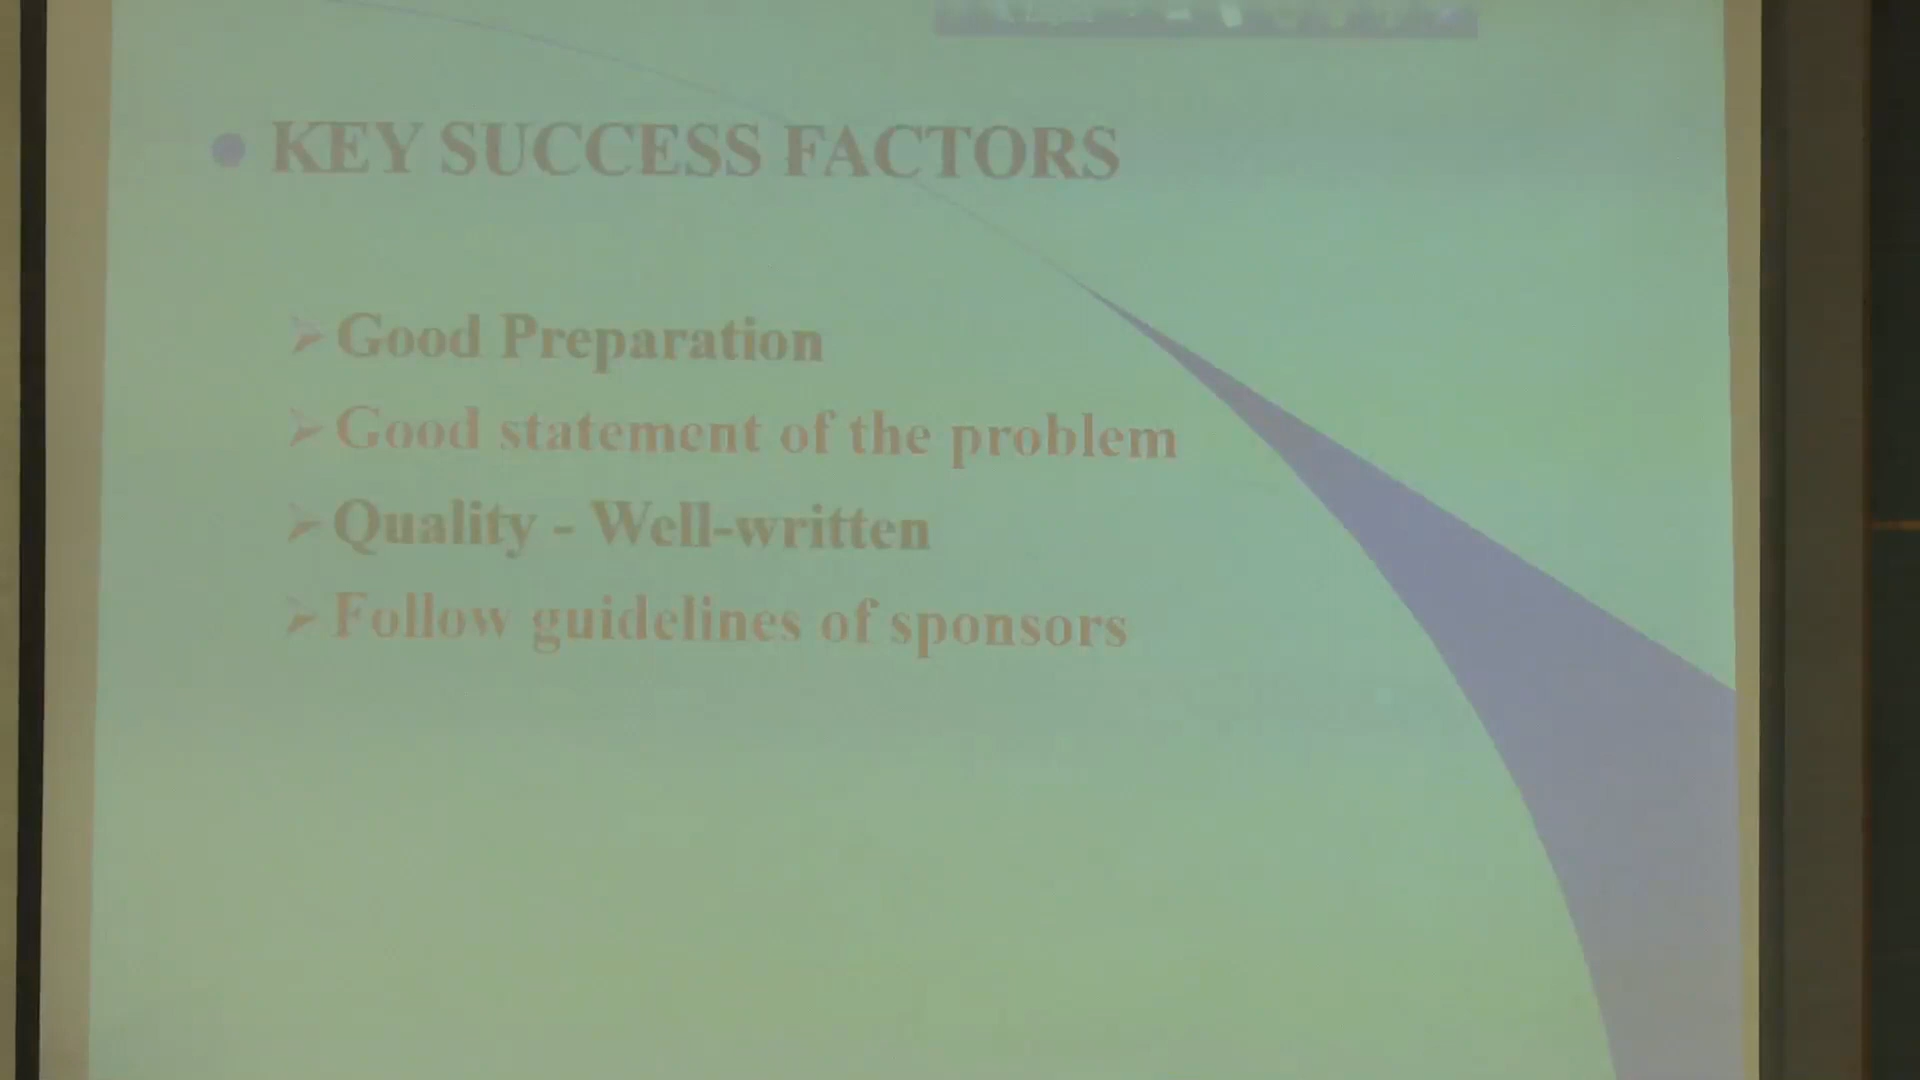 KEY SUCCESS FACTORS
Good Preparation
Good statement of the problem
Quality - Well-written
Follow guidelines of sponsors